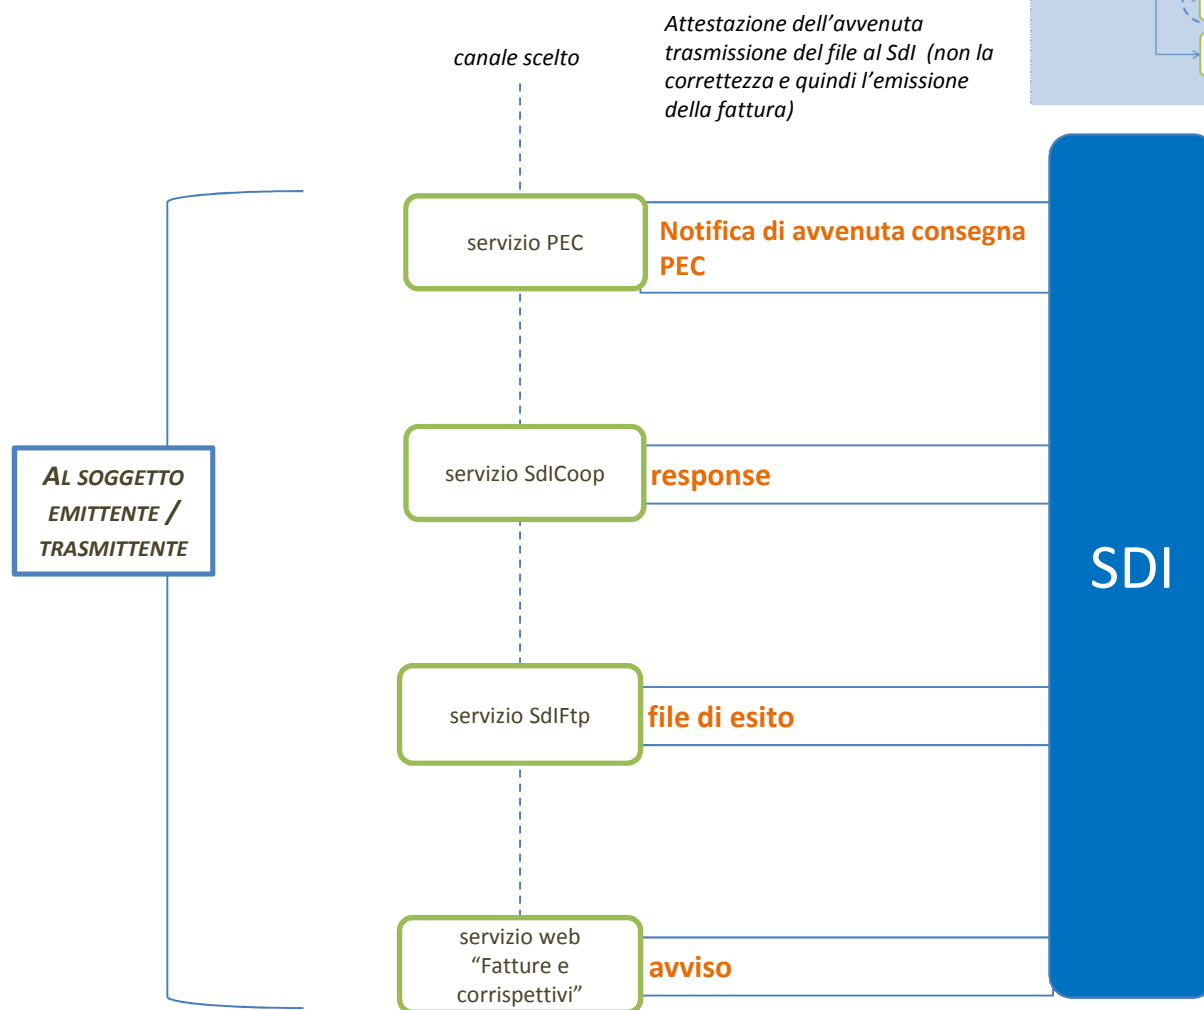 canale scelto
Attestazione dell’avvenuta
trasmissione del file al SdI (non la
correttezza e quindi l’emissione
della fattura)
servizio PEC
Notifica di avvenuta consegna
PEC
servizio SdICoop
response
AL SOGGETTO
EMITTENTE /
TRASMITTENTE
SDI
servizio SdIFtp
file di esito
servizio web
“Fatture e
corrispettivi”
avviso